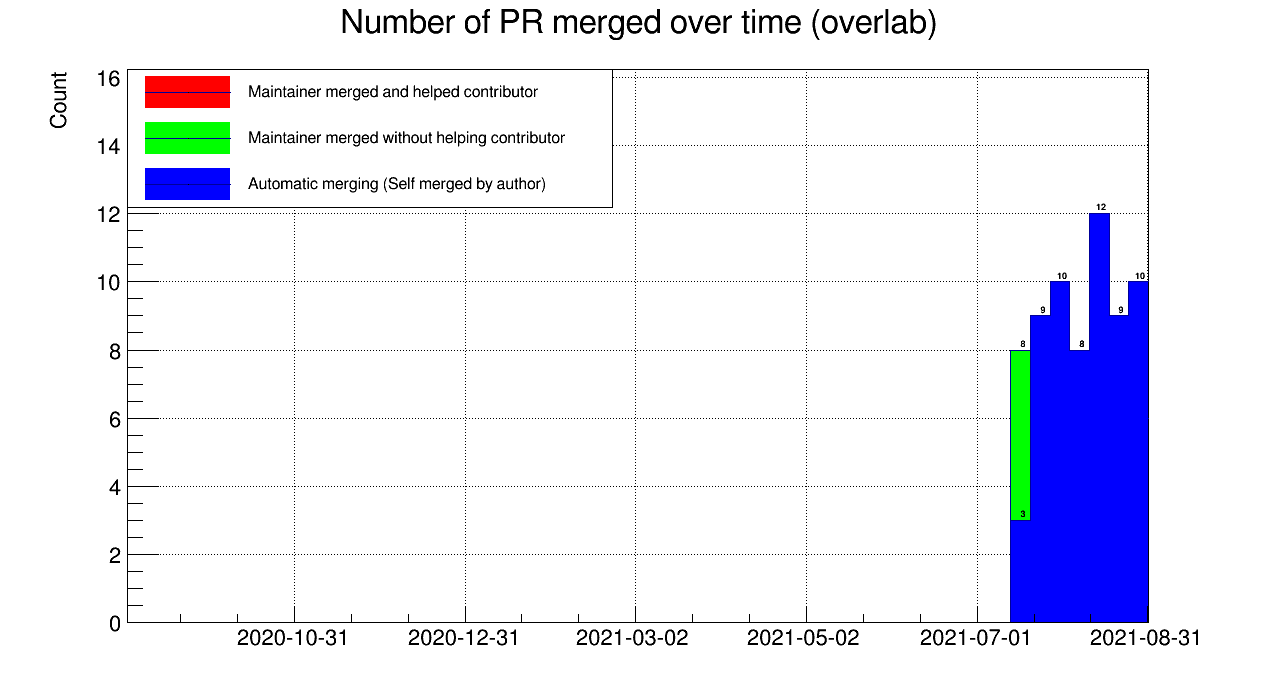 Number of PR merged over time (overlab)
Count
16
14
12
10
8
6
4
2
0
Maintainer merged and helped contributor
Maintainer merged without helping contributor
Automatic merging (Self merged by author)
8
3
9
10
8
12
9
10
2020-10-31 2020-12-31 2021-03-02 2021-05-02 2021-07-01 2021-08-31